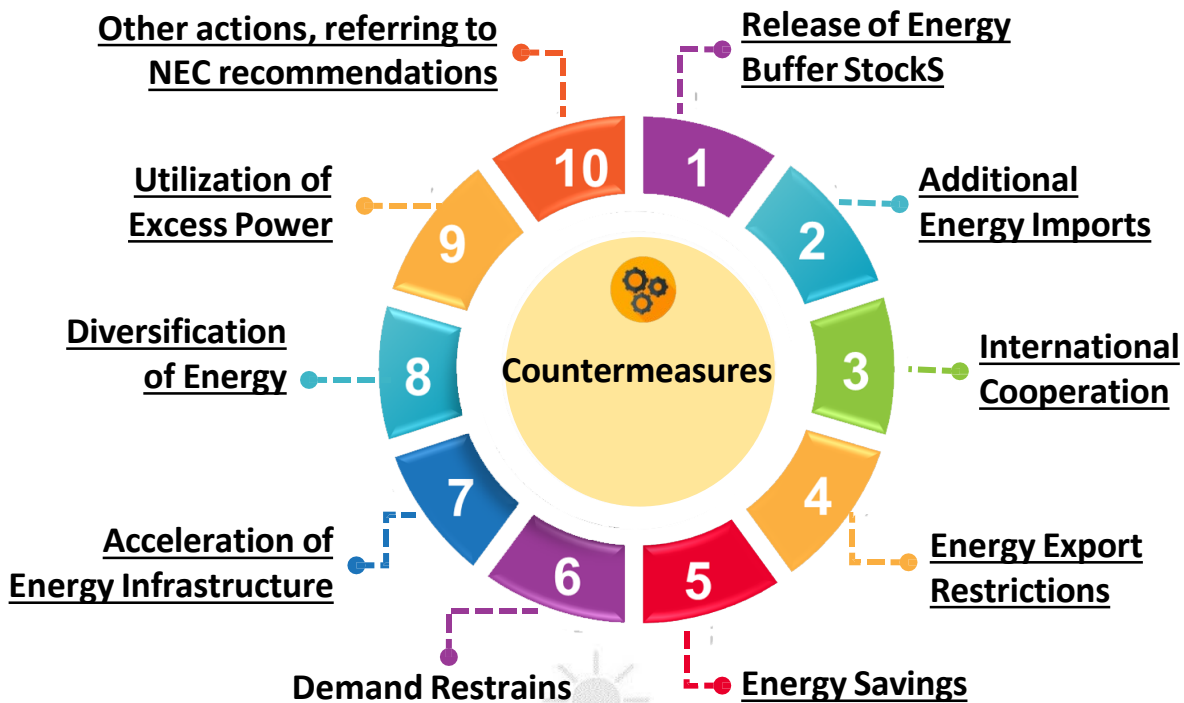 Release of Energy
Buffer StockS
Additional
Energy Imports
International
Cooperation
Energy Export
Restrictions
Energy Savings
Demand Restrains
Acceleration of
Energy Infrastructure
Diversification
of Energy
Utilization of
Excess Power
Other actions, referring to
NEC recommendations
1
2
3
4
5
6
7
8
9
10
Countermeasures